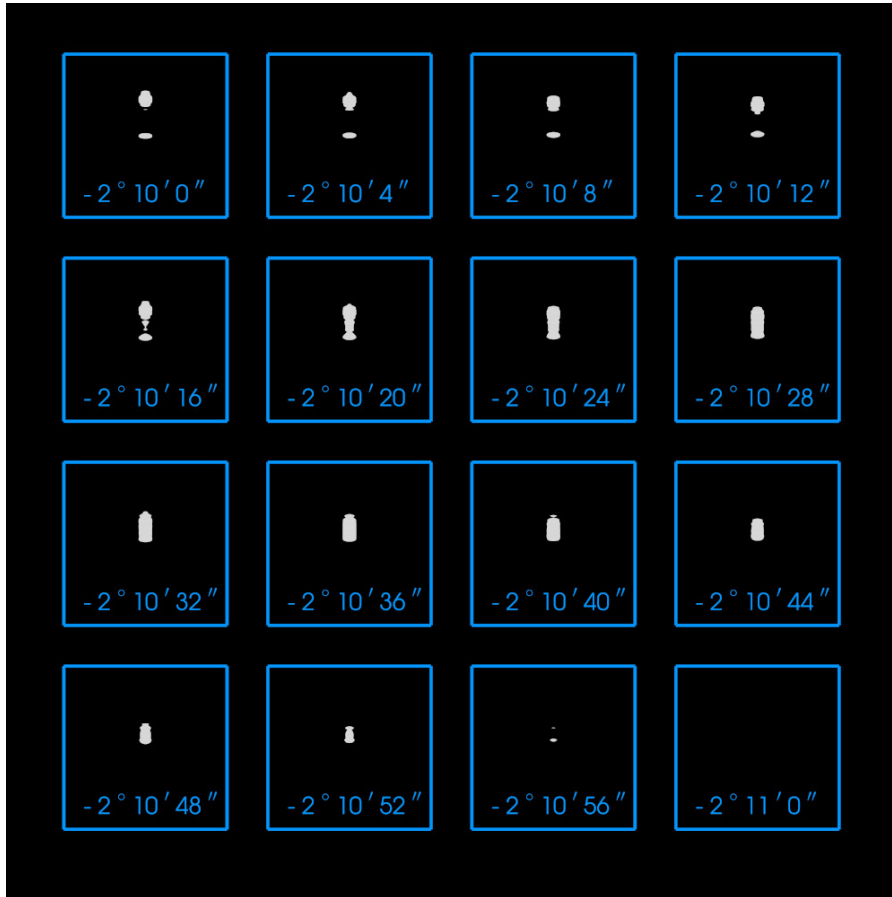 - 2 ° 10 ′ 0 ″
- 2 ° 10 ′ 4 ″
- 2 ° 10 ′ 8 ″
- 2 ° 10 ′ 12 ″
- 2 ° 10 ′ 16 ″
- 2 ° 10 ′ 20 ″
- 2 ° 10 ′ 24 ″
- 2 ° 10 ′ 28 ″
- 2 ° 10 ′ 32 ″
- 2 ° 10 ′ 36 ″
- 2 ° 10 ′ 40 ″
- 2 ° 10 ′ 44 ″
- 2 ° 10 ′ 48 ″
- 2 ° 10 ′ 52 ″
- 2 ° 10 ′ 56 ″
- 2 ° 11 ′ 0 ″